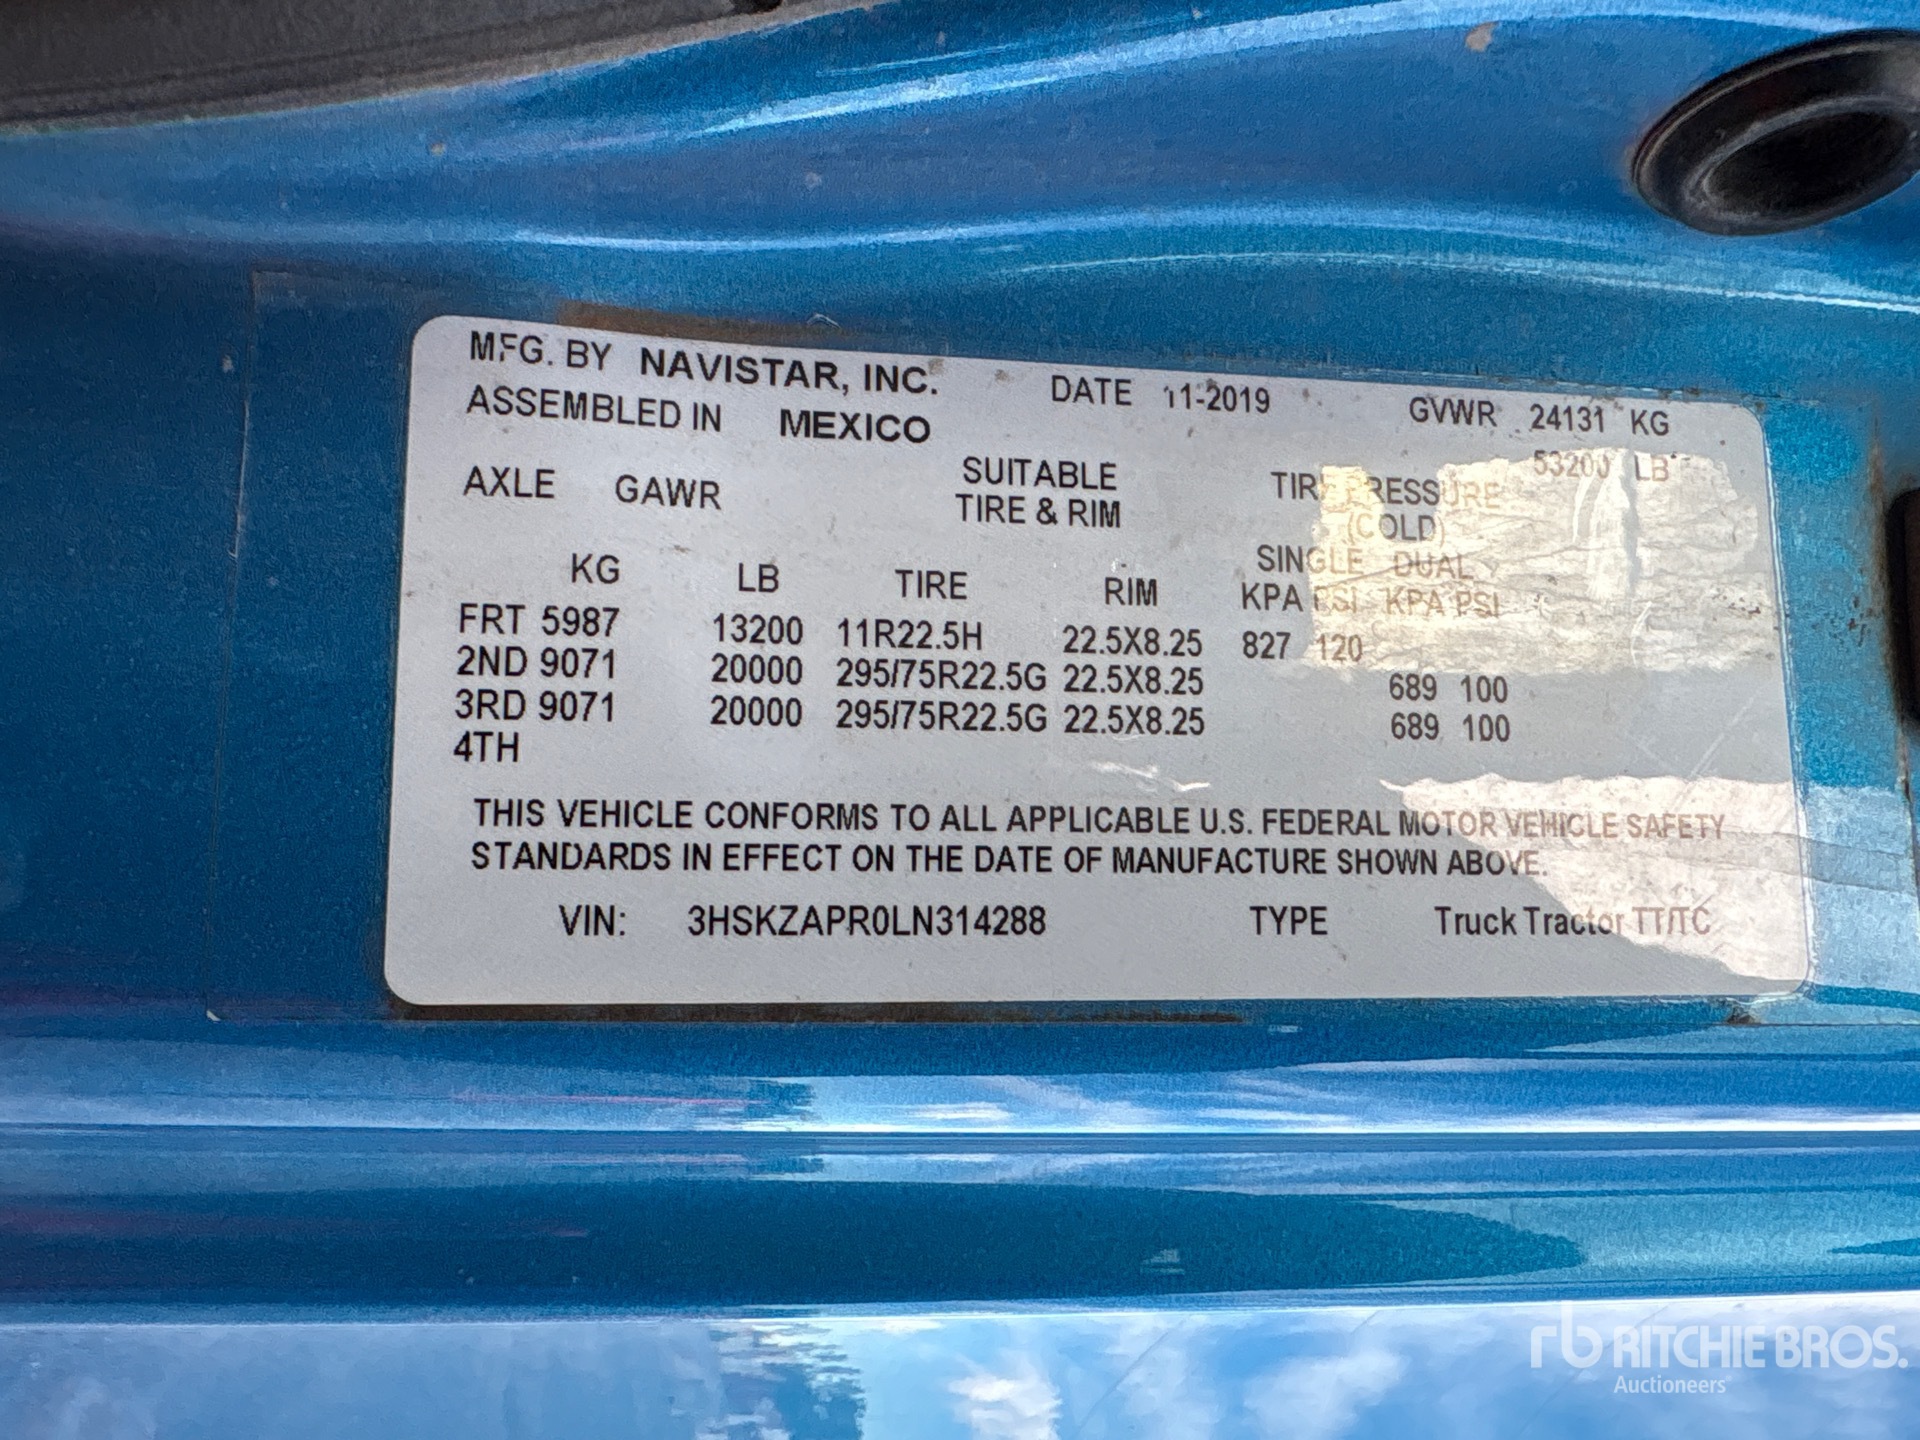 MFG. BY NAVISTAR, INC. DATE 11-2019 GVWR 24131 KG
ASSEMBLED IN MEXICO 53200 LB
AXLE GAWR SUITABLE TIRE PRESSURE
TIRE & RIM (COLD)
SINGLE DUAL
KG LB TIRE RIM KPA PSI KPA PSI
FRT 5987 13200 11R22.5H 22.5X8.25 827 120
2ND 9071 20000 295/75R22.5G 22.5X8.25 689 100
3RD 9071 20000 295/75R22.5G 22.5X8.25 689 100
4TH
THIS VEHICLE CONFORMS TO ALL APPLICABLE U.S. FEDERAL MOTOR VEHICLE SAFETY
STANDARDS IN EFFECT ON THE DATE OF MANUFACTURE SHOWN ABOVE.
VIN: 3HSKZAPR0LN314288 TYPE Truck Tractor TT/TC
rb RITCHIE BROS.
Auctioneers